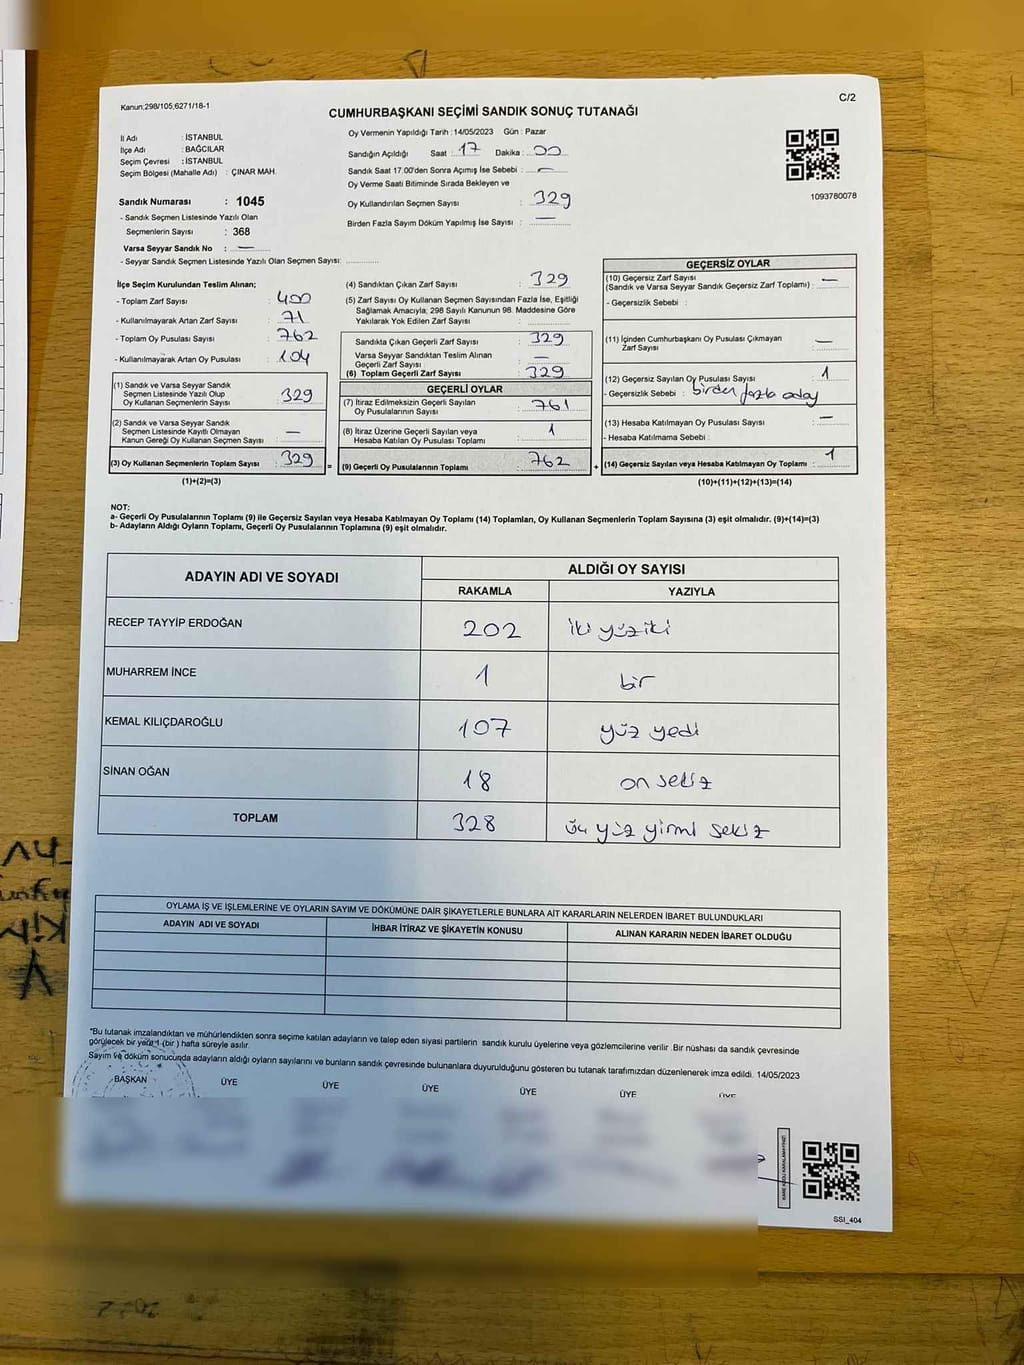 Kanun;298/105;6271/18-1
C/2
CUMHURBAŞKANI SEÇİMİ SANDIK SONUÇ TUTANAĞI
İl Adı : İSTANBUL
İlçe Adı : BAĞCILAR
Seçim Çevresi : İSTANBUL
Seçim Bölgesi (Mahalle Adı) : ÇINAR MAH.
Sandık Numarası : 1045
- Sandık Seçmen Listesinde Yazılı Olan
Seçmenlerin Sayısı : 368
Varsa Seyyar Sandık No : —
- Seyyar Sandık Seçmen Listesinde Yazılı Olan Seçmen Sayısı: ............
Oy Vermenin Yapıldığı Tarih : 14/05/2023 Gün : Pazar
Sandığın Açıldığı Saat : 17 Dakika : 00
Sandık Saat 17.00'den Sonra Açımış İse Sebebi : —
Oy Verme Saati Bitiminde Sırada Bekleyen ve
Oy Kullandırılan Seçmen Sayısı : 329
Birden Fazla Sayım Döküm Yapılmış İse Sayısı : —
1093780078
İlçe Seçim Kurulundan Teslim Alınan;
- Toplam Zarf Sayısı : 400
- Kullanılmayarak Artan Zarf Sayısı : 71
- Toplam Oy Pusulası Sayısı : 762
- Kullanılmayarak Artan Oy Pusulası : 104
(1) Sandık ve Varsa Seyyar Sandık
Seçmen Listesinde Yazılı Olup
Oy Kullanan Seçmenlerin Sayısı : 329
(2) Sandık ve Varsa Seyyar Sandık
Seçmen Listesinde Kayıtlı Olmayan
Kanun Gereği Oy Kullanan Seçmen Sayısı : —
(3) Oy Kullanan Seçmenlerin Toplam Sayısı : 329 =
(1)+(2)=(3)
(4) Sandıktan Çıkan Zarf Sayısı : 329
(5) Zarf Sayısı Oy Kullanan Seçmen Sayısından Fazla İse, Eşitliği
Sağlamak Amacıyla; 298 Sayılı Kanunun 98. Maddesine Göre
Yakılarak Yok Edilen Zarf Sayısı : ............
Sandıkta Çıkan Geçerli Zarf Sayısı : 329
Varsa Seyyar Sandıktan Teslim Alınan
Geçerli Zarf Sayısı : —
(6) Toplam Geçerli Zarf Sayısı : 329
GEÇERLİ OYLAR
(7) İtiraz Edilmeksizin Geçerli Sayılan
Oy Pusulalarının Sayısı : 761
(8) İtiraz Üzerine Geçerli Sayılan veya
Hesaba Katılan Oy Pusulası Toplamı : 1
(9) Geçerli Oy Pusulalarının Toplamı : 762 +
GEÇERSİZ OYLAR
(10) Geçersiz Zarf Sayısı
(Sandık ve Varsa Seyyar Sandık Geçersiz Zarf Toplamı) : —
- Geçersizlik Sebebi :
(11) İçinden Cumhurbaşkanı Oy Pusulası Çıkmayan
Zarf Sayısı : —
(12) Geçersiz Sayılan Oy Pusulası Sayısı : 1
- Geçersizlik Sebebi : birden fazla aday
(13) Hesaba Katılmayan Oy Pusulası Sayısı : —
- Hesaba Katılmama Sebebi :
(14) Geçersiz Sayılan veya Hesaba Katılmayan Oy Toplamı : 1
(10)+(11)+(12)+(13)=(14)
NOT:
a- Geçerli Oy Pusulalarının Toplamı (9) ile Geçersiz Sayılan veya Hesaba Katılmayan Oy Toplamı (14) Toplamları, Oy Kullanan Seçmenlerin Toplam Sayısına (3) eşit olmalıdır. (9)+(14)=(3)
b- Adayların Aldığı Oyların Toplamı, Geçerli Oy Pusulalarının Toplamına (9) eşit olmalıdır.
ADAYIN ADI VE SOYADI
ALDIĞI OY SAYISI
RAKAMLA YAZIYLA
RECEP TAYYİP ERDOĞAN 202 iki yüz iki
MUHARREM İNCE 1 bir
KEMAL KILIÇDAROĞLU 107 yüz yedi
SİNAN OĞAN 18 on sekiz
TOPLAM 328 üç yüz yirmi sekiz
OYLAMA İŞ VE İŞLEMLERİNE VE OYLARIN SAYIM VE DÖKÜMÜNE DAİR ŞİKAYETLERLE BUNLARA AİT KARARLARIN NELERDEN İBARET BULUNDUKLARI
ADAYIN ADI VE SOYADI İHBAR İTİRAZ VE ŞİKAYETİN KONUSU ALINAN KARARIN NEDEN İBARET OLDUĞU
*Bu tutanak imzalandıktan ve mühürlendikten sonra seçime katılan adayların ve talep eden siyasi partilerin sandık kurulu üyelerine veya gözlemcilerine verilir. Bir nüshası da sandık çevresinde
görülecek bir yere 1 (bir ) hafta süreyle asılır.
Sayım ve döküm sonucunda adayların aldığı oyların sayılarını ve bunların sandık çevresinde bulunanlara duyurulduğunu gösteren bu tutanak tarafımızdan düzenlenerek imza edildi. 14/05/2023
BAŞKAN ÜYE ÜYE ÜYE ÜYE ÜYE ÜYE
SSİ_404